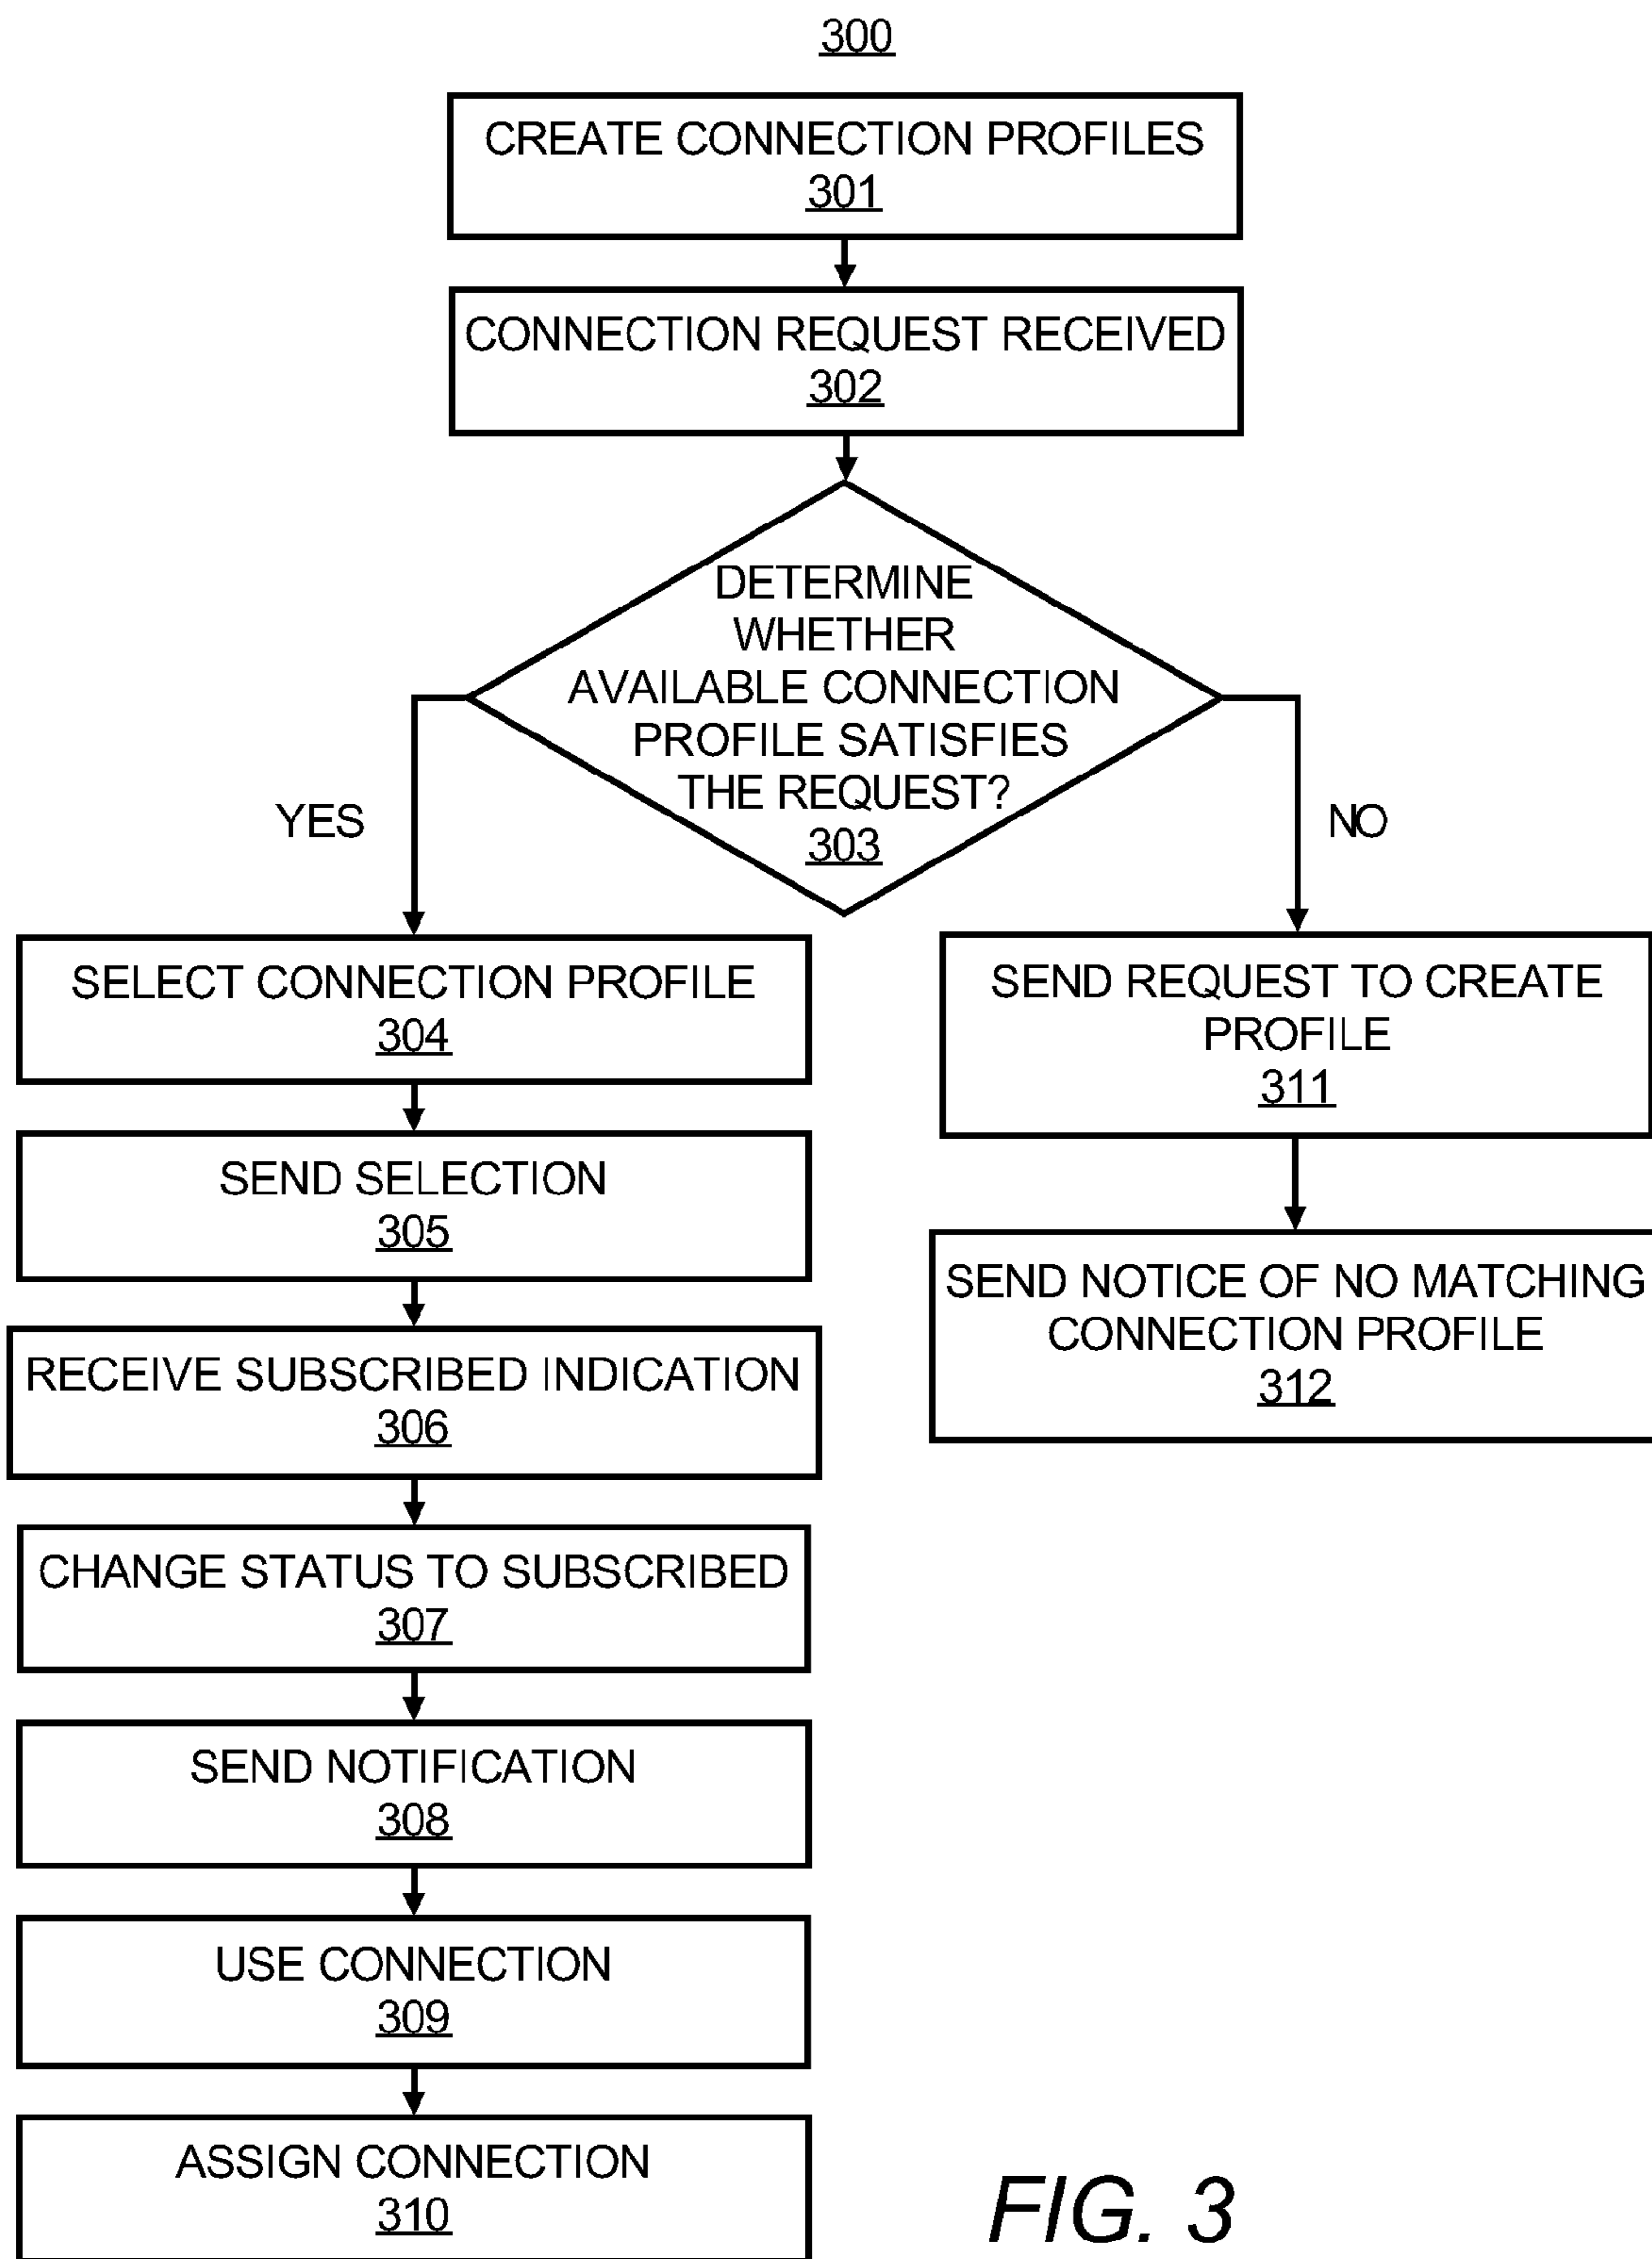 300
CREATE CONNECTION PROFILES
301
CONNECTION REQUEST RECEIVED
302
DETERMINE
WHETHER
AVAILABLE CONNECTION
PROFILE SATISFIES
THE REQUEST?
303
YES
NO
SELECT CONNECTION PROFILE
304
SEND SELECTION
305
RECEIVE SUBSCRIBED INDICATION
306
CHANGE STATUS TO SUBSCRIBED
307
SEND NOTIFICATION
308
USE CONNECTION
309
ASSIGN CONNECTION
310
SEND REQUEST TO CREATE
PROFILE
311
SEND NOTICE OF NO MATCHING
CONNECTION PROFILE
312
FIG. 3